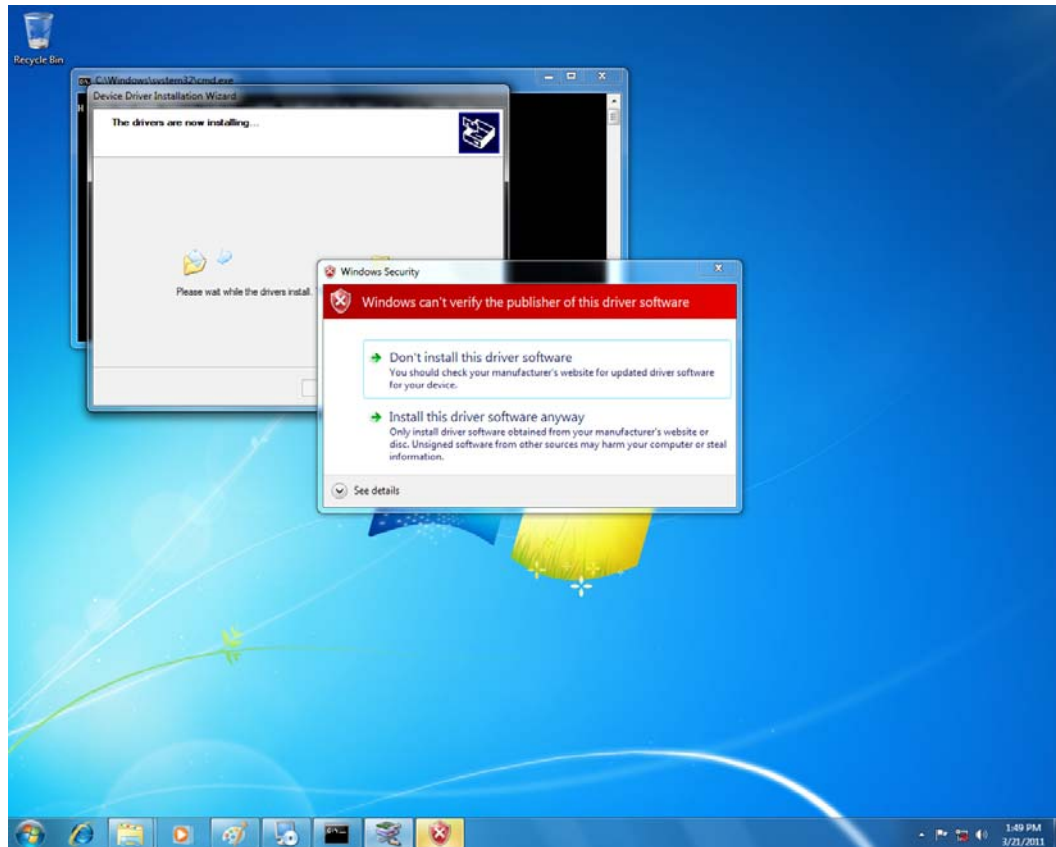 Recycle Bin
C:\Windows\system32\cmd.exe
Device Driver Installation Wizard
The drivers are now installing...
Please wait while the drivers install.
Windows Security
Windows can't verify the publisher of this driver software
Don't install this driver software
You should check your manufacturer's website for updated driver software
for your device.
Install this driver software anyway
Only install driver software obtained from your manufacturer's website or
disc. Unsigned software from other sources may harm your computer or steal
information.
See details
1:49 PM
3/21/2011